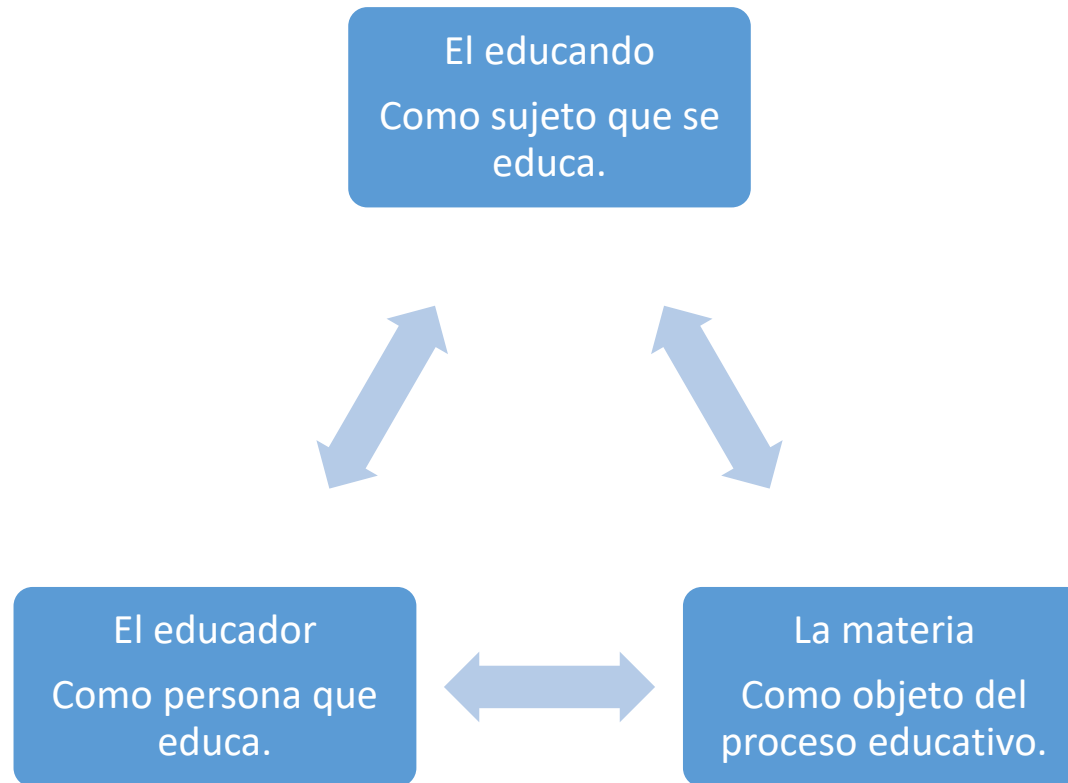 El educando
Como sujeto que se
educa.
El educador
Como persona que
educa.
La materia
Como objeto del
proceso educativo.